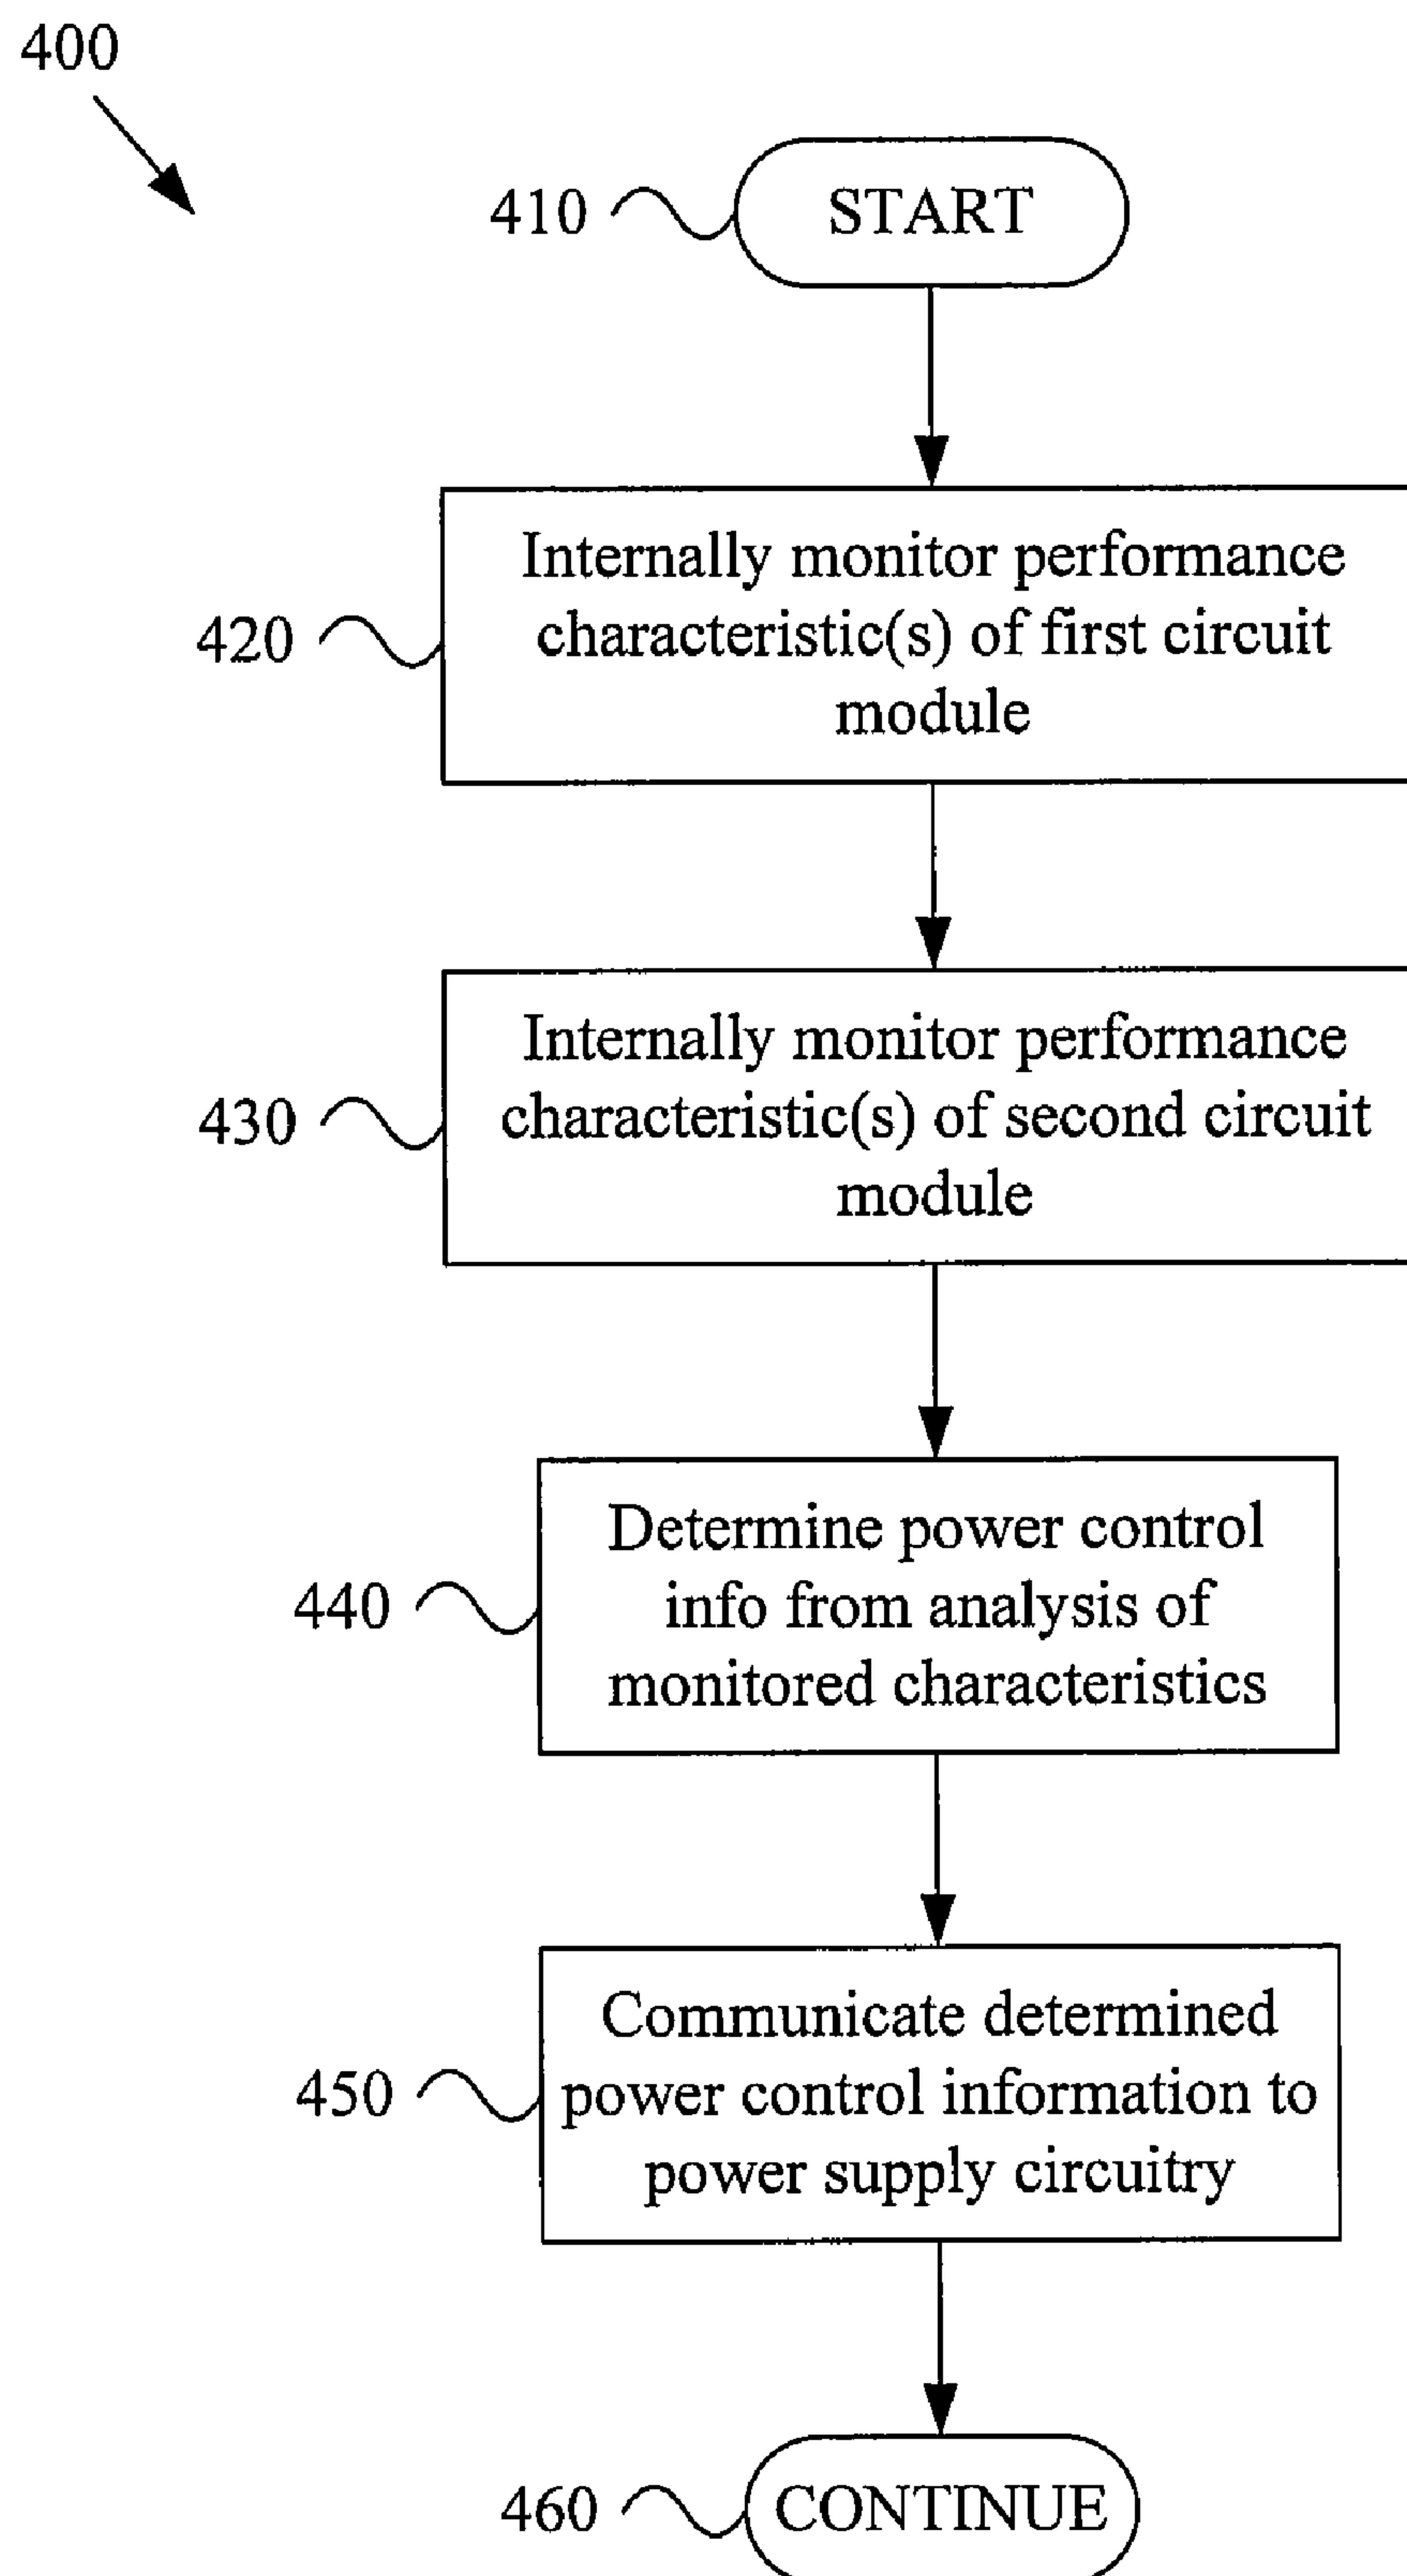 400
410
START
420
Internally monitor performance
characteristic(s) of first circuit
module
430
Internally monitor performance
characteristic(s) of second circuit
module
440
Determine power control
info from analysis of
monitored characteristics
450
Communicate determined
power control information to
power supply circuitry
460
CONTINUE